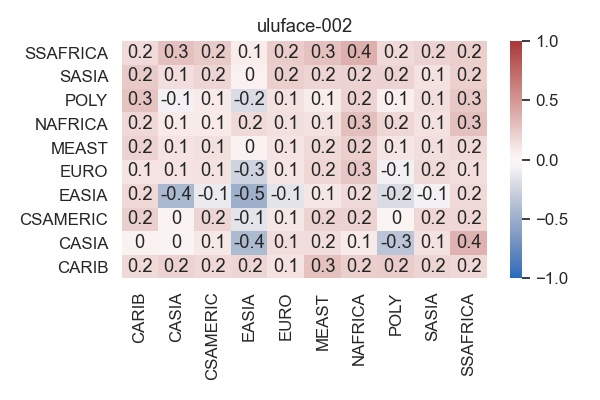 uluface-002
SSAFRICA 0.2 0.3 0.2 0.1 0.2 0.3 0.4 0.2 0.2 0.2
SASIA 0.2 0.1 0.2 0 0.2 0.2 0.2 0.2 0.1 0.2
POLY 0.3 -0.1 0.1 -0.2 0.1 0.1 0.2 0.1 0.1 0.3
NAFRICA 0.2 0.1 0.1 0.2 0.1 0.1 0.3 0.2 0.1 0.3
MEAST 0.2 0.1 0.1 0 0.1 0.2 0.2 0.1 0.1 0.2
EURO 0.1 0.1 0.1 -0.3 0.1 0.2 0.3 -0.1 0.2 0.1
EASIA 0.2 -0.4 -0.1 -0.5 -0.1 0.1 0.2 -0.2 -0.1 0.2
CSAMERIC 0.2 0 0.2 -0.1 0.1 0.2 0.2 0 0.2 0.2
CASIA 0 0 0.1 -0.4 0.1 0.2 0.1 -0.3 0.1 0.4
CARIB 0.2 0.2 0.2 0.2 0.1 0.3 0.2 0.2 0.2 0.2
CARIB CASIA CSAMERIC EASIA EURO MEAST NAFRICA POLY SASIA SSAFRICA
1.0
0.5
0.0
−0.5
−1.0